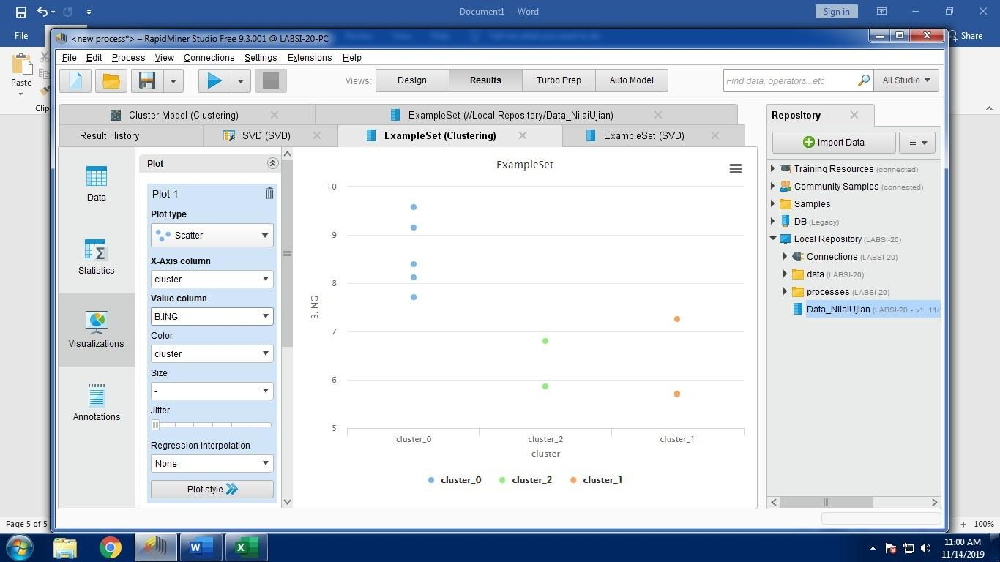 Document1 - Word
Sign in
File
Share
Paste
Clip
<new process*> – RapidMiner Studio Free 9.3.001 @ LABSI-20-PC
File Edit Process View Connections Settings Extensions Help
Views: Design Results Turbo Prep Auto Model
Find data, operators...etc
All Studio
Cluster Model (Clustering)
ExampleSet (//Local Repository/Data_NilaiUjian)
Result History
SVD (SVD)
ExampleSet (Clustering)
ExampleSet (SVD)
Data
Statistics
Visualizations
Annotations
Plot
Plot 1
Plot type
Scatter
X-Axis column
cluster
Value column
B.ING
Color
cluster
Size
-
Jitter
Regression interpolation
None
Plot style
ExampleSet
10
9
8
7
6
5
B.ING
cluster_0 cluster_2 cluster_1
cluster
cluster_0 cluster_2 cluster_1
Repository
Import Data
Training Resources (connected)
Community Samples (connected)
Samples
DB (Legacy)
Local Repository (LABSI-20)
Connections (LABSI-20)
data (LABSI-20)
processes (LABSI-20)
Data_NilaiUjian (LABSI-20 - v1, 11/
Page 5 of 5
100%
11:00 AM
11/14/2019